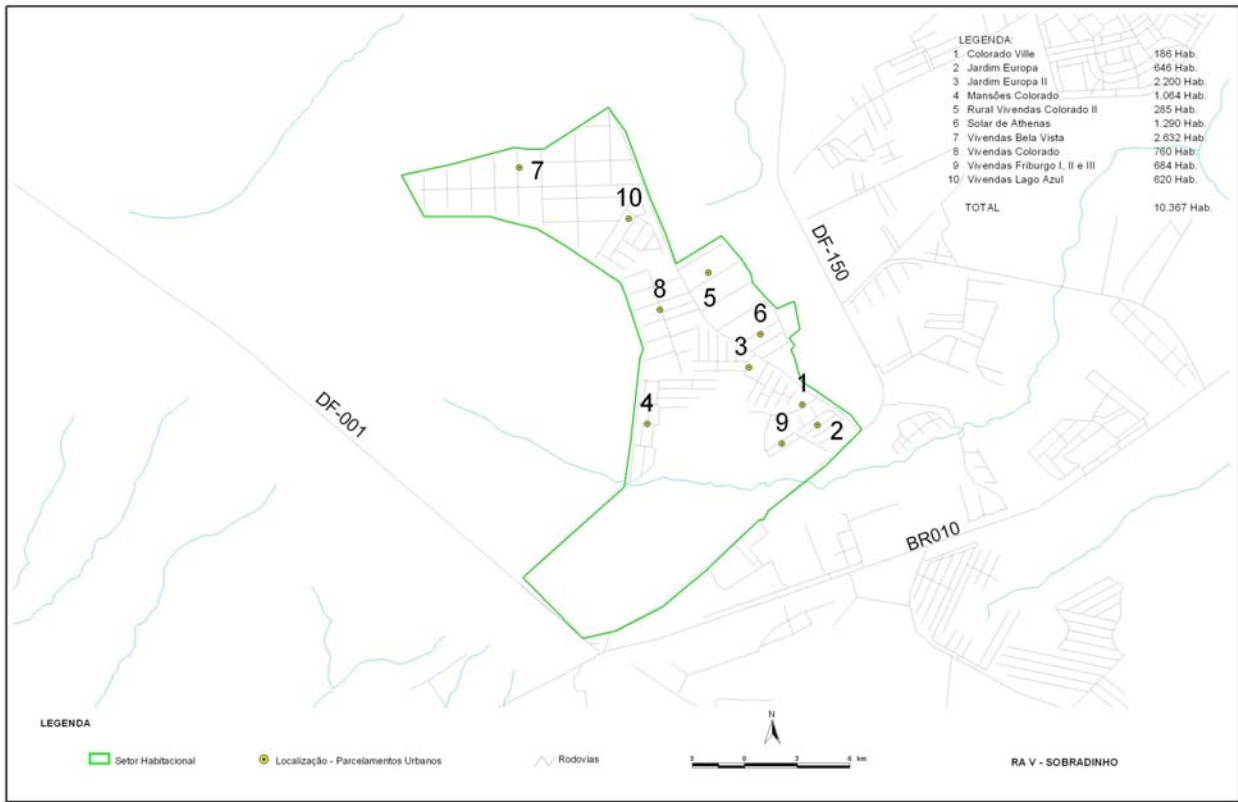 LEGENDA:
1 Colorado Ville 186 Hab.
2 Jardim Europa 646 Hab.
3 Jardim Europa II 2.200 Hab.
4 Mansões Colorado 1.064 Hab.
5 Rural Vivendas Colorado II 285 Hab.
6 Solar de Athenas 1.290 Hab.
7 Vivendas Bela Vista 2.632 Hab.
8 Vivendas Colorado 760 Hab.
9 Vivendas Friburgo I, II e III 684 Hab.
10 Vivendas Lago Azul 620 Hab.
TOTAL 10.367 Hab.
7
10
DF-150
5
8
6
3
1
4
DF-001
9
2
BR010
LEGENDA
Setor Habitacional
Localização - Parcelamentos Urbanos
Rodovias
N
3 0 3 6 km
RA V - SOBRADINHO